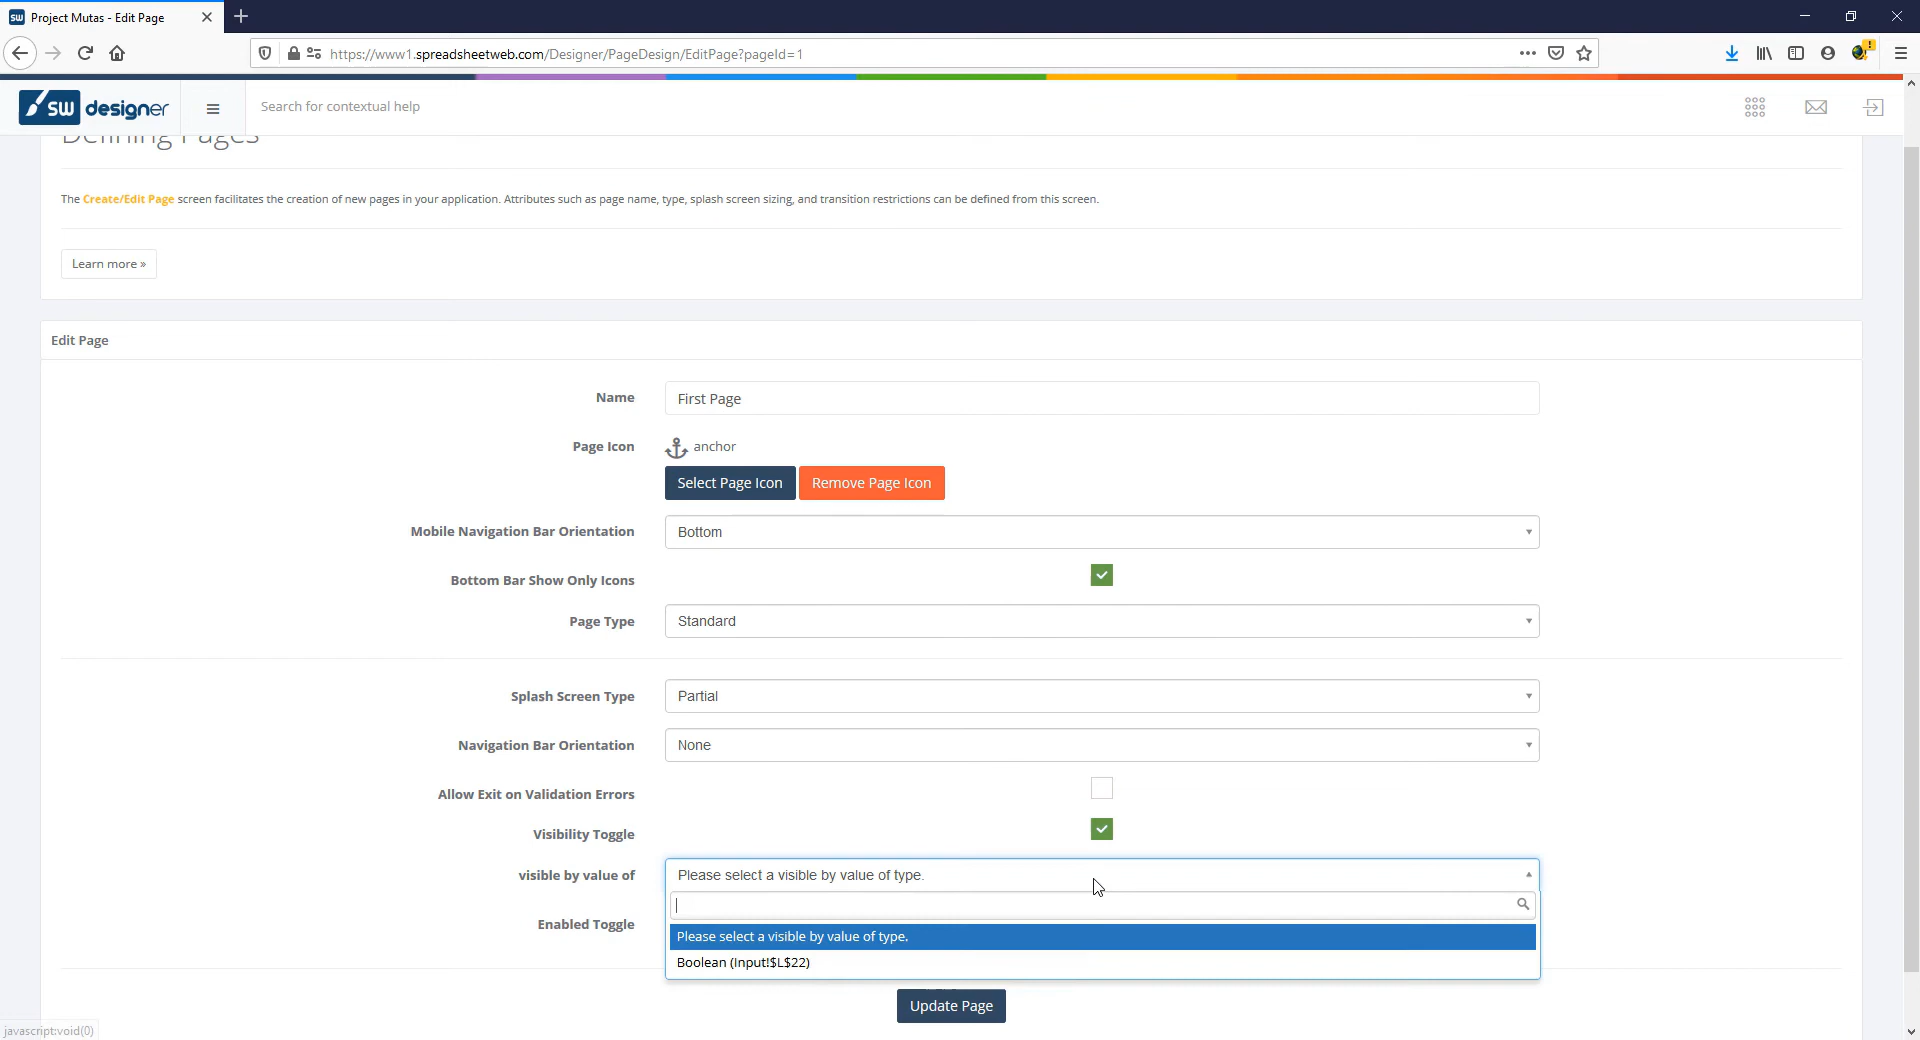 Project Mutas - Edit Page
https://www1.spreadsheetweb.com/Designer/PageDesign/EditPage?pageId=1
SW designer
Search for contextual help
Defining Pages
The Create/Edit Page screen facilitates the creation of new pages in your application. Attributes such as page name, type, splash screen sizing, and transition restrictions can be defined from this screen.
Learn more »
Edit Page
Name
First Page
Page Icon
anchor
Select Page Icon
Remove Page Icon
Mobile Navigation Bar Orientation
Bottom
Bottom Bar Show Only Icons
Page Type
Standard
Splash Screen Type
Partial
Navigation Bar Orientation
None
Allow Exit on Validation Errors
Visibility Toggle
visible by value of
Please select a visible by value of type.
Enabled Toggle
Please select a visible by value of type.
Boolean (Input!$L$22)
Update Page
javascript:void(0)